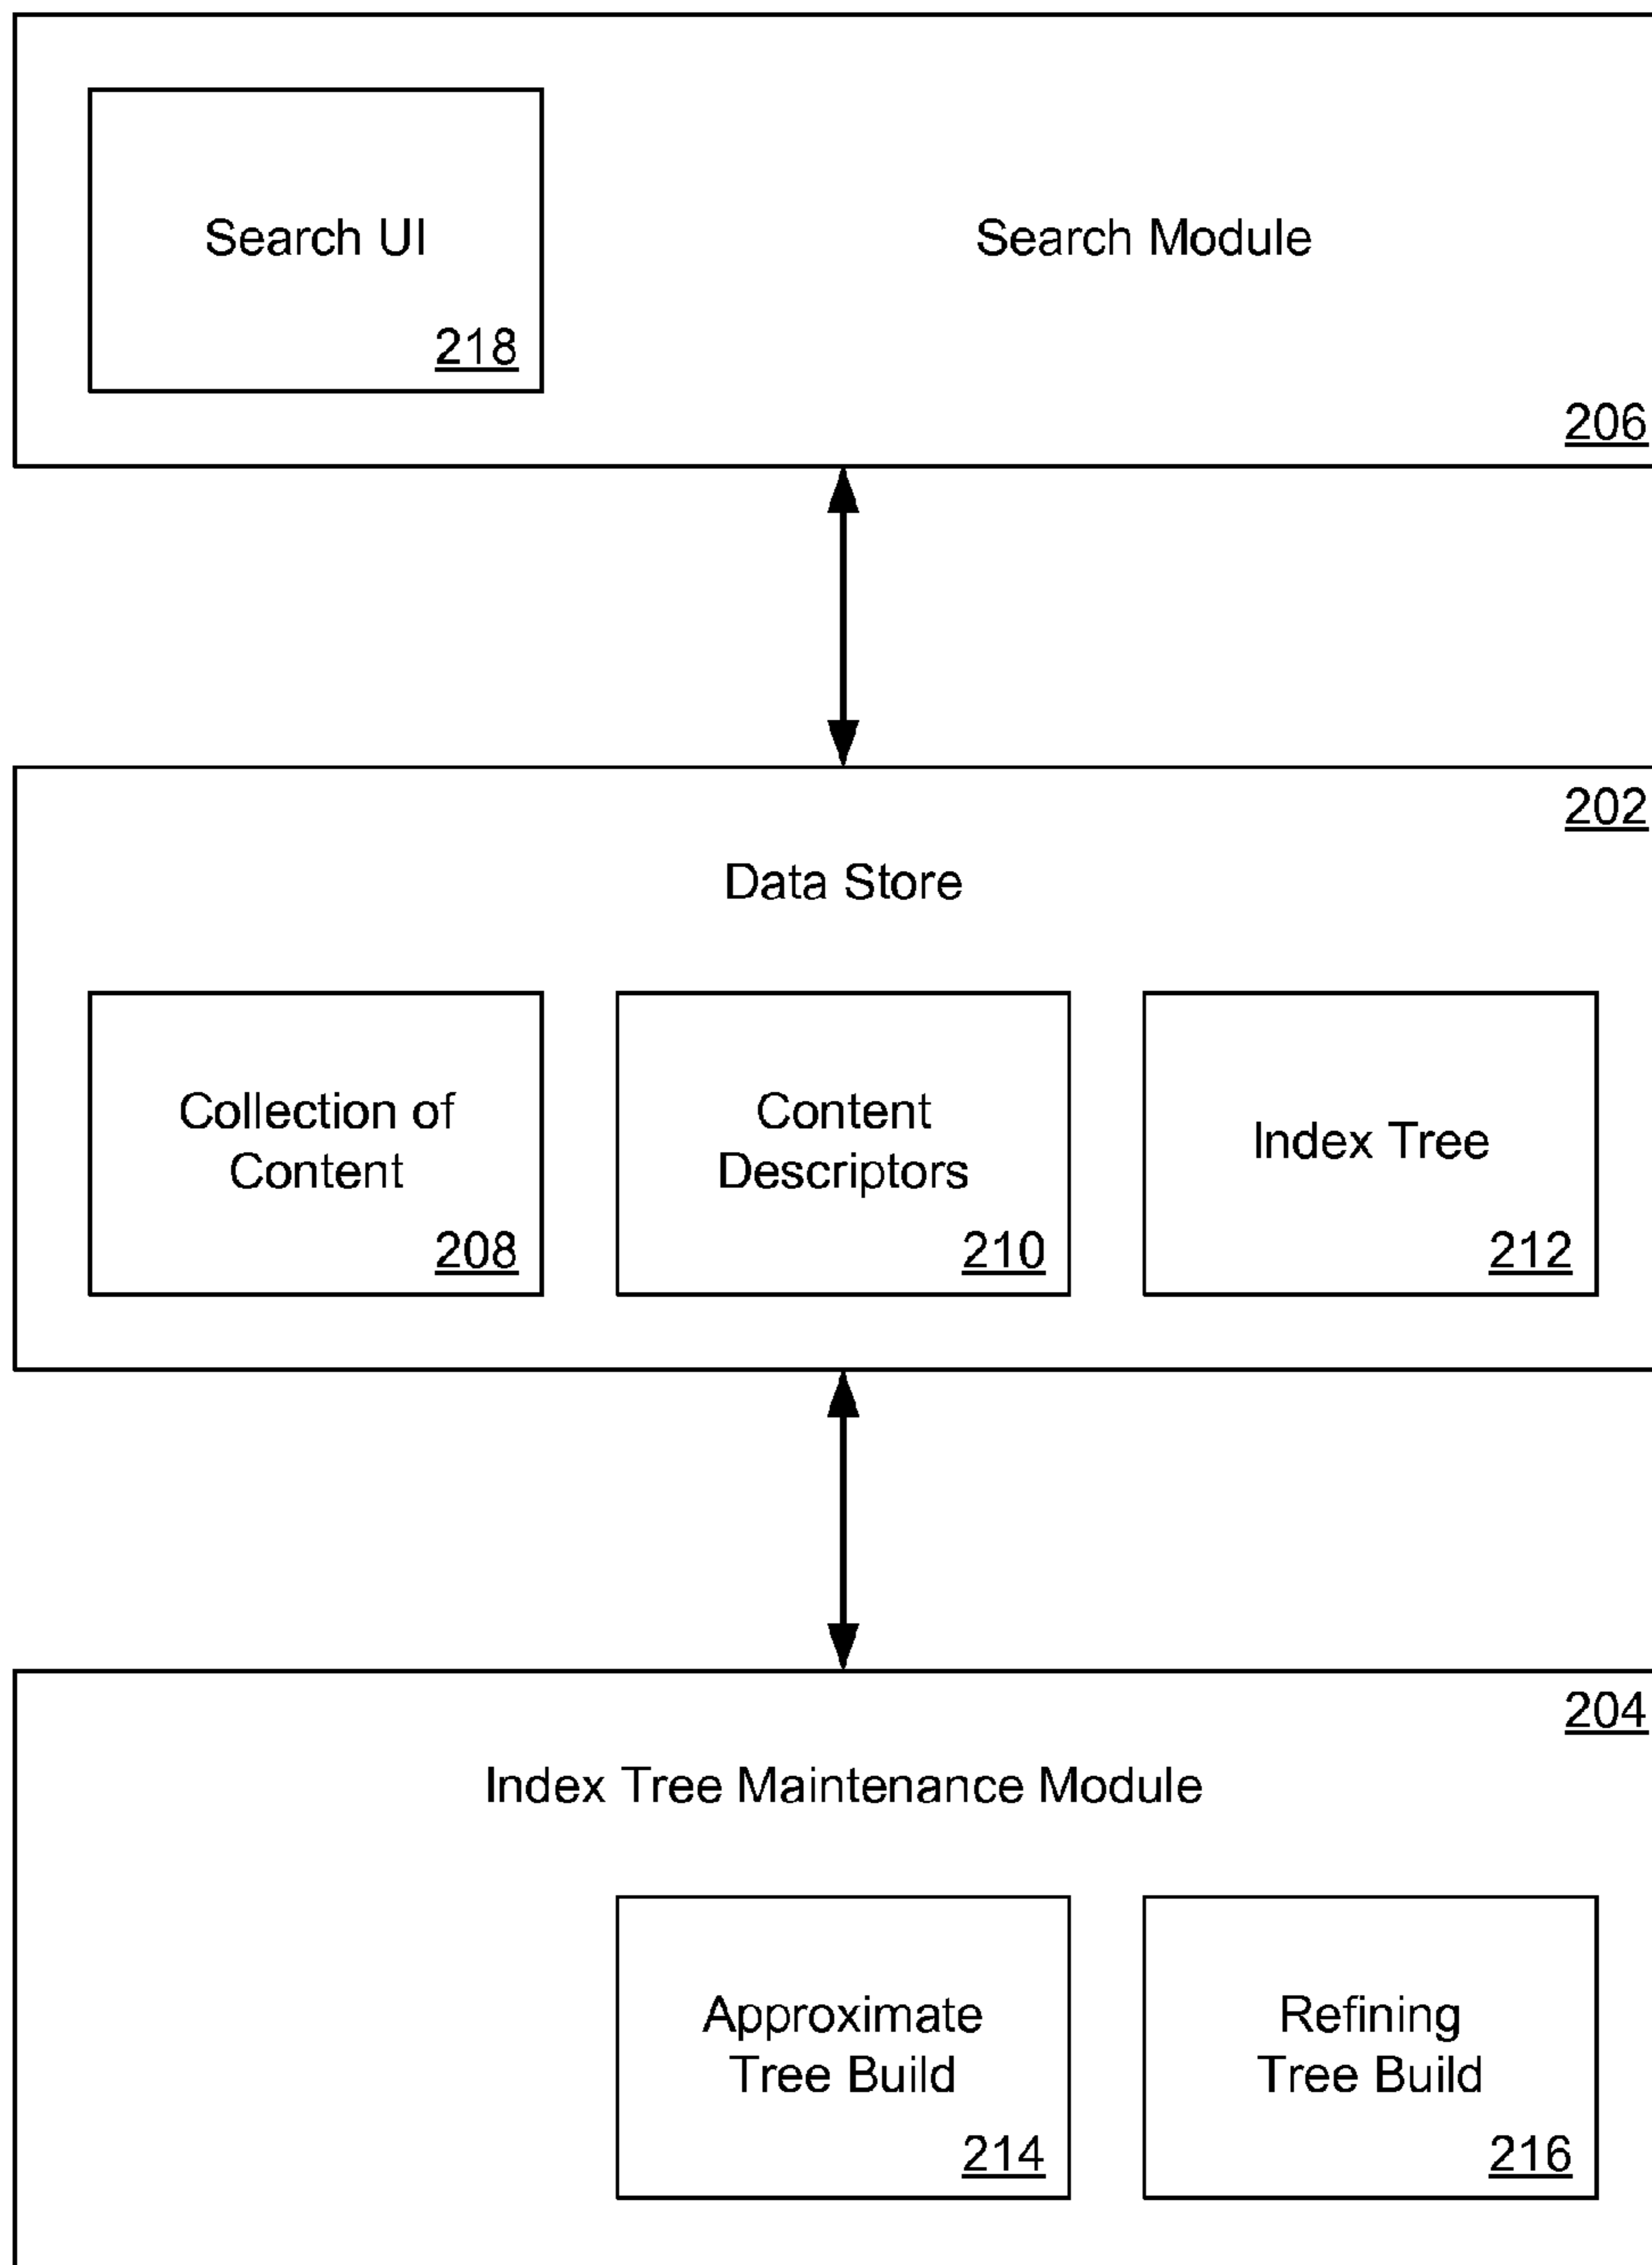 Search UI
Search Module
218
206
202
Data Store
Collection of
Content
208
Content
Descriptors
210
Index Tree
212
204
Index Tree Maintenance Module
Approximate
Tree Build
214
Refining
Tree Build
216